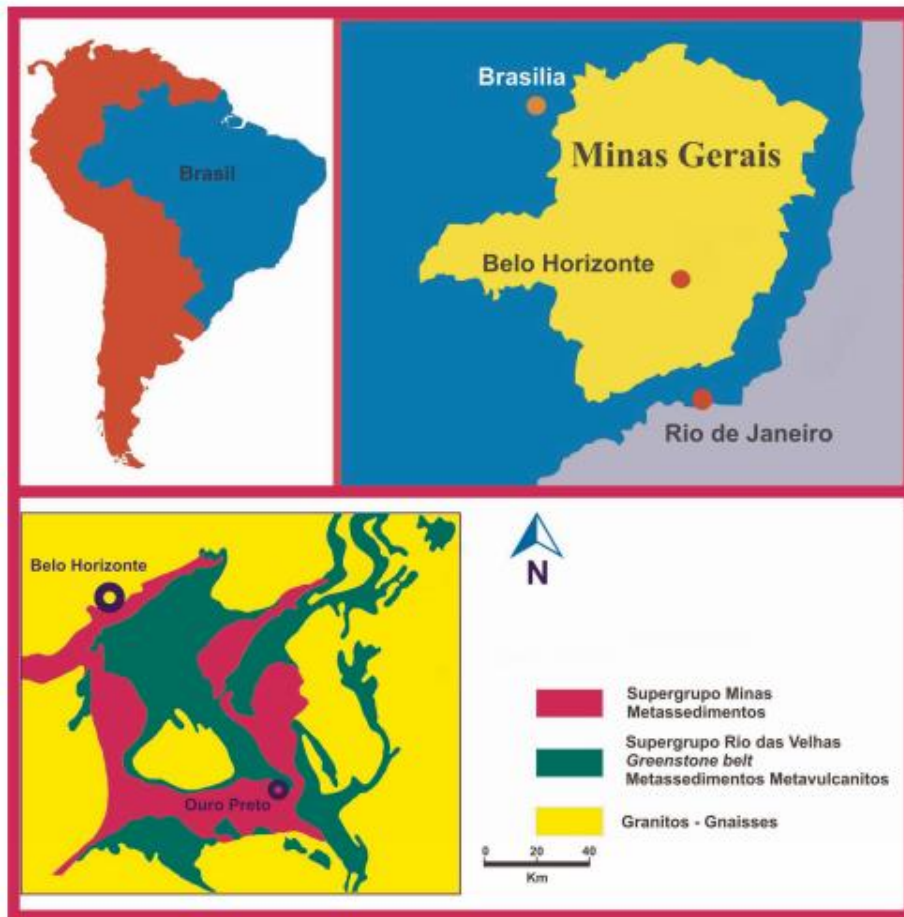 Brasil
Brasilia
Minas Gerais
Belo Horizonte
Rio de Janeiro
Belo Horizonte
Ouro Preto
N
Supergrupo Minas
Metassedimentos
Supergrupo Rio das Velhas
Greenstone belt
Metassedimentos Metavulcanitos
Granitos - Gnaisses
0 20 40
Km